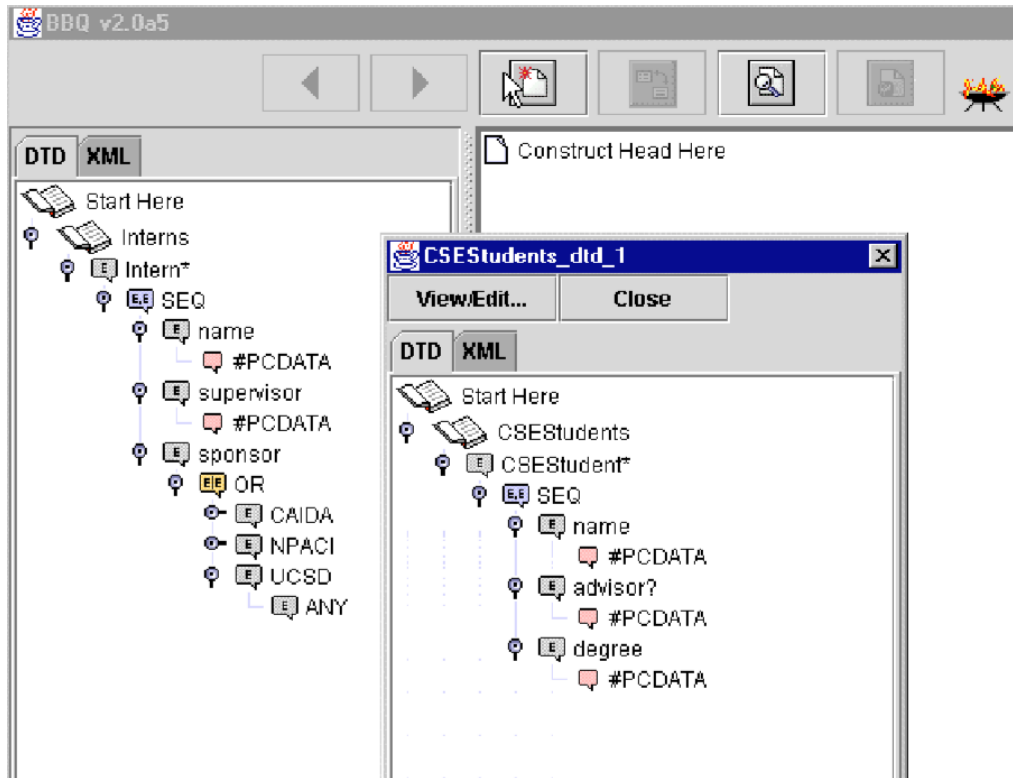 BBQ v2.0a5
DTD XML
Start Here
Interns
E Intern*
E,E SEQ
E name
#PCDATA
E supervisor
#PCDATA
E sponsor
E|E OR
E CAIDA
E NPACI
E UCSD
E ANY
Construct Head Here
CSEStudents_dtd_1
View/Edit... Close
DTD XML
Start Here
CSEStudents
E CSEStudent*
E,E SEQ
E name
#PCDATA
E advisor?
#PCDATA
E degree
#PCDATA